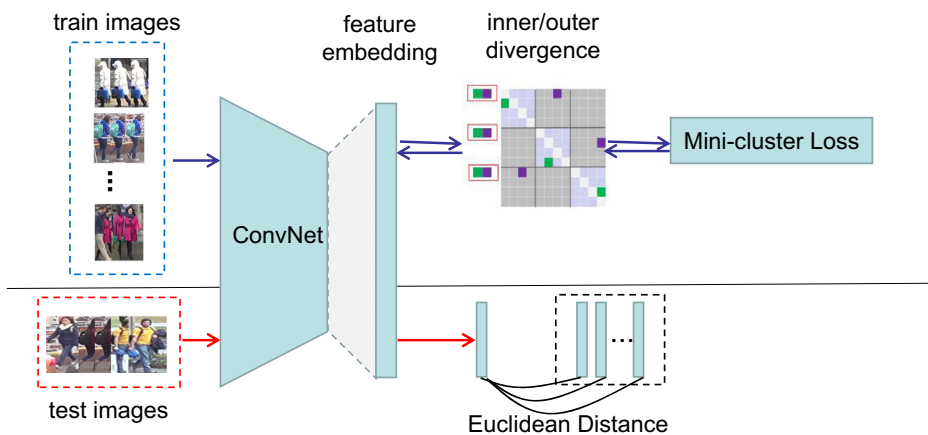 train images
feature
embedding
inner/outer
divergence
Mini-cluster Loss
ConvNet
test images
Euclidean Distance